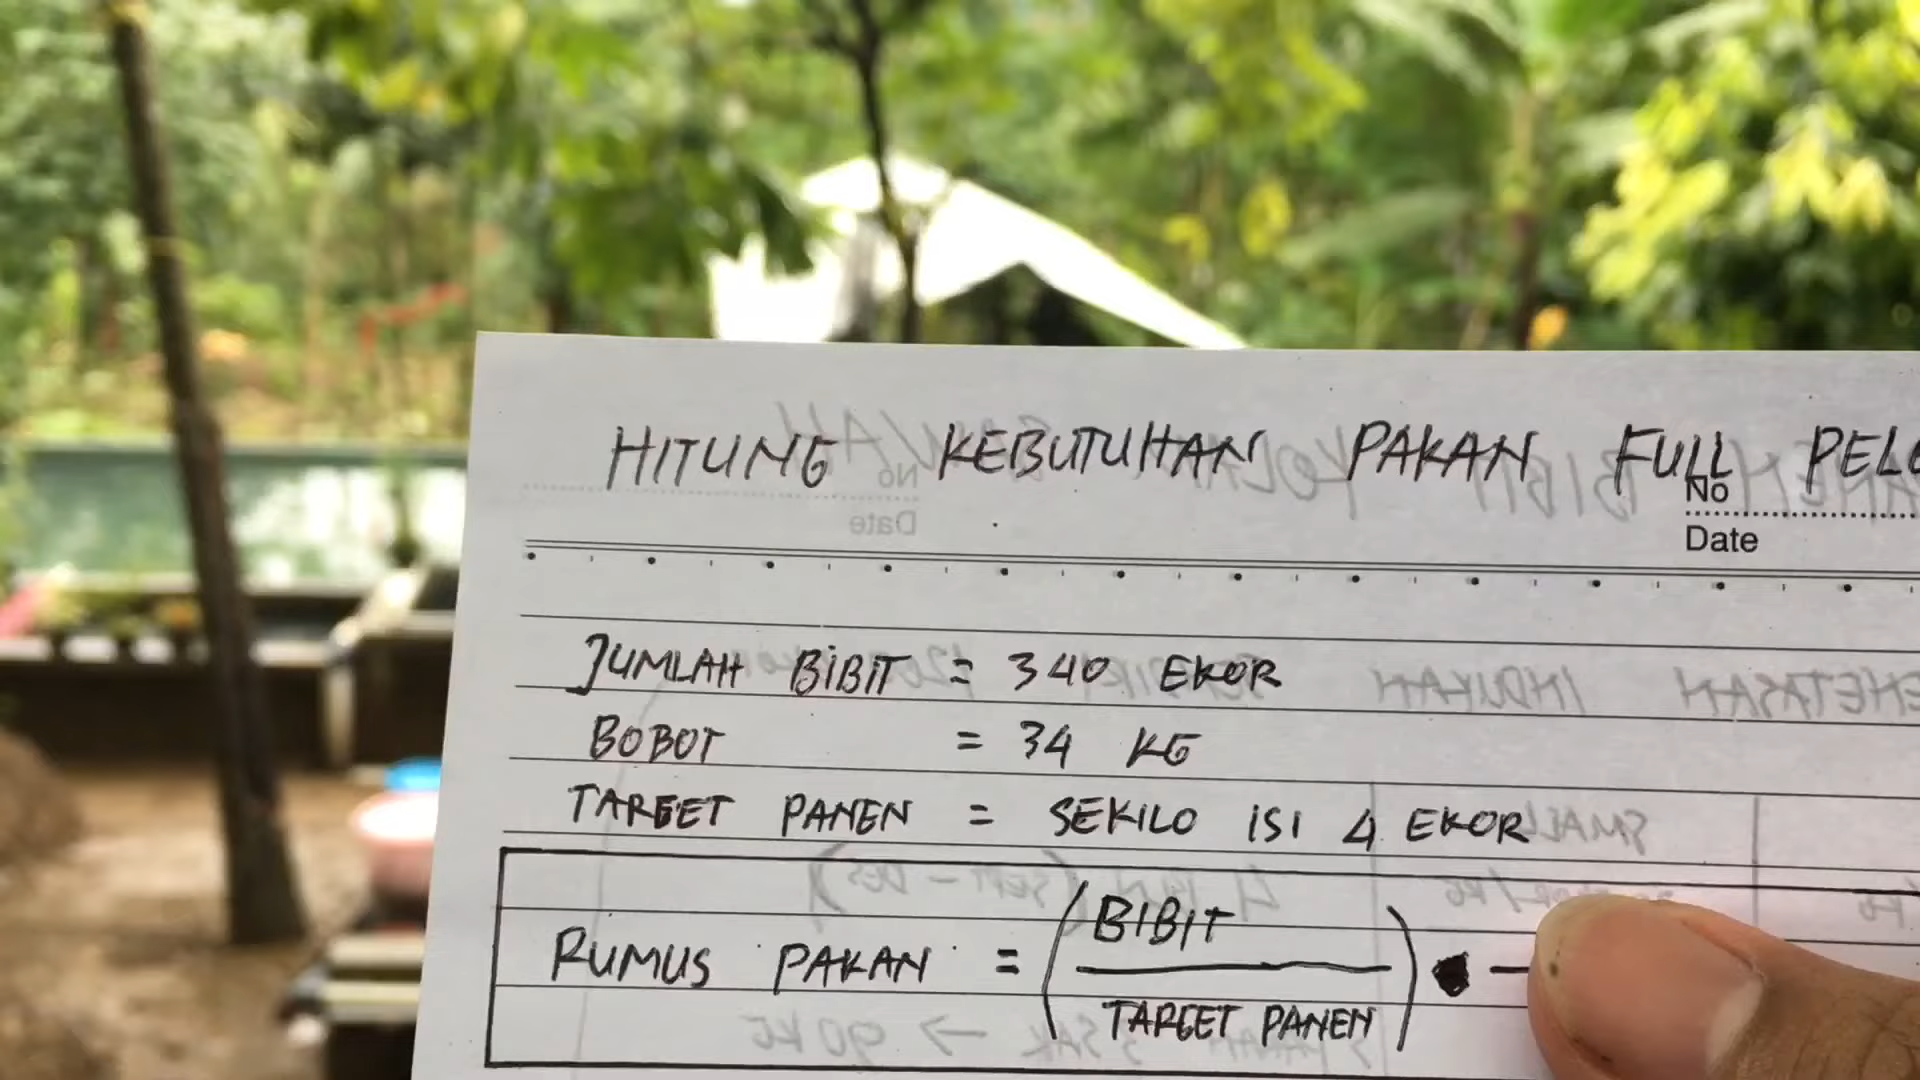 HITUNG KEBUTUHAN PAKAN FULL
No
Date
JUMLAH BIBIT = 340 EKOR
BOBOT = 34 KG
TARGET PANEN = SEKILO ISI 4 EKOR
RUMUS PAKAN = (BIBIT / TARGET PANEN) • -